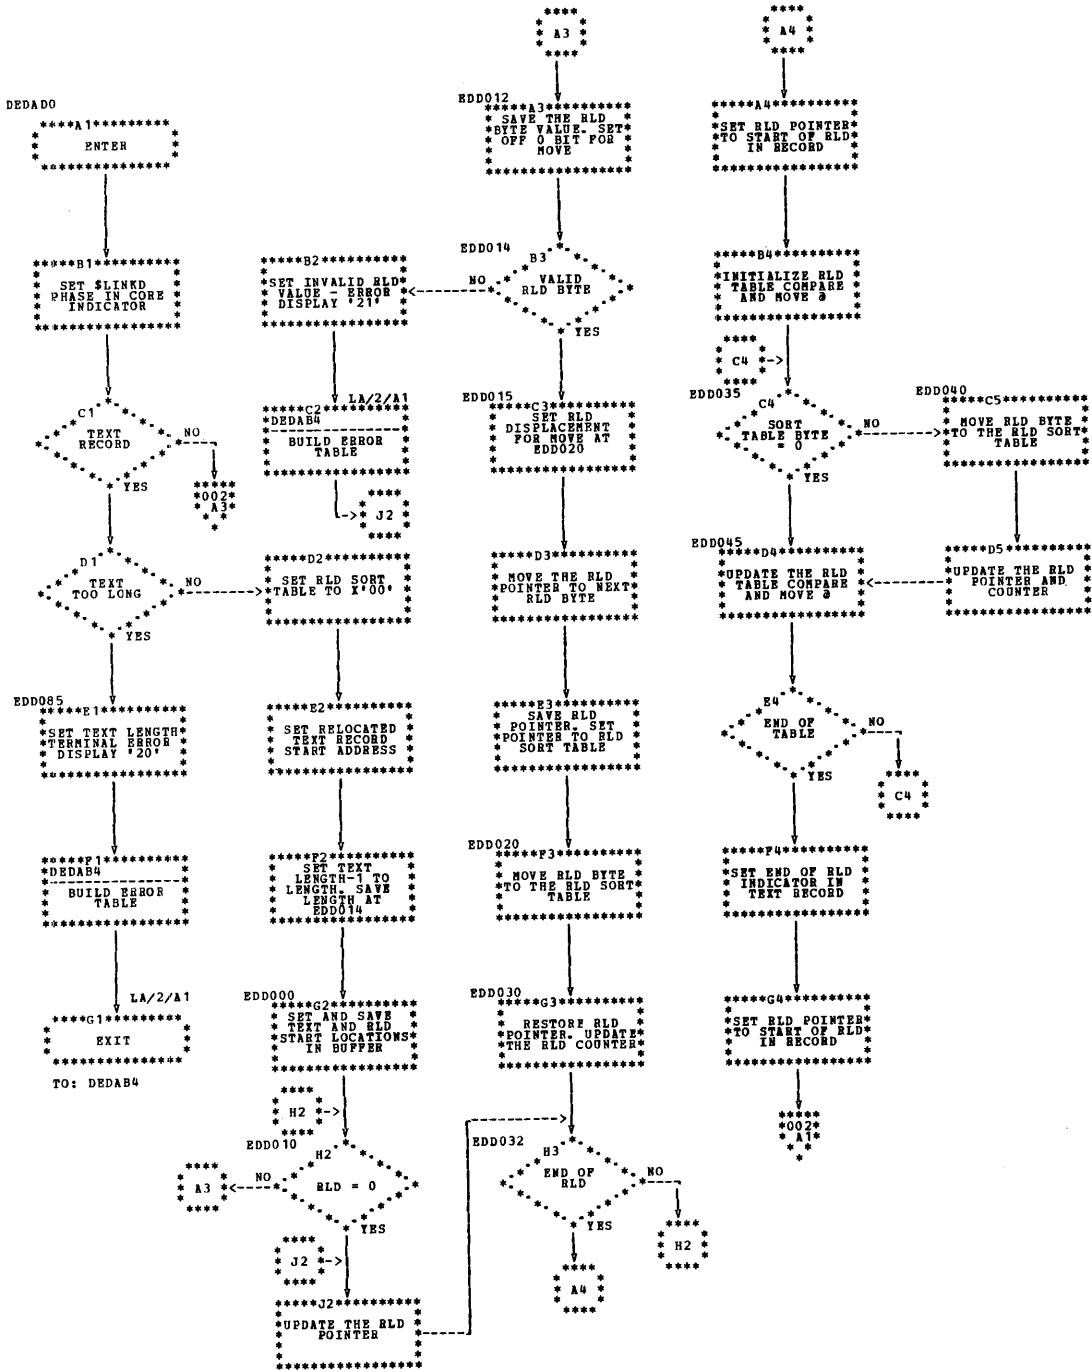 DEDAD0
A1
ENTER
B1
SET $LINKD
PHASE IN CORE
INDICATOR
C1
TEXT
RECORD
NO
YES
002
A3
D1
TEXT
TOO LONG
NO
YES
EDD085
E1
SET TEXT LENGTH
TERMINAL ERROR
DISPLAY '20'
F1
DEDAB4
BUILD ERROR
TABLE
LA/2/A1
G1
EXIT
TO: DEDAB4
B2
SET INVALID RLD
VALUE - ERROR
DISPLAY '21'
LA/2/A1
C2
DEDAB4
BUILD ERROR
TABLE
J2
D2
SET RLD SORT
TABLE TO X'00'
E2
SET RELOCATED
TEXT RECORD
START ADDRESS
F2
SET TEXT
LENGTH-1 TO
LENGTH. SAVE
LENGTH AT
EDD014
EDD000
G2
SET AND SAVE
TEXT AND RLD
START LOCATIONS
IN BUFFER
H2
EDD010
H2
RLD = 0
NO
A3
YES
J2
J2
UPDATE THE RLD
POINTER
A3
EDD012
A3
SAVE THE RLD
BYTE VALUE. SET
OFF 0 BIT FOR
MOVE
EDD014
B3
VALID
RLD BYTE
NO
YES
EDD015
C3
SET RLD
DISPLACEMENT
FOR MOVE AT
EDD020
D3
MOVE THE RLD
POINTER TO NEXT
RLD BYTE
E3
SAVE RLD
POINTER. SET
POINTER TO RLD
SORT TABLE
EDD020
F3
MOVE RLD BYTE
TO THE RLD SORT
TABLE
EDD030
G3
RESTORE RLD
POINTER. UPDATE
THE RLD COUNTER
EDD032
H3
END OF
RLD
NO
H2
YES
A4
A4
A4
SET RLD POINTER
TO START OF RLD
IN RECORD
B4
INITIALIZE RLD
TABLE COMPARE
AND MOVE @
C4
EDD035
C4
SORT
TABLE BYTE
= 0
NO
YES
EDD040
C5
MOVE RLD BYTE
TO THE RLD SORT
TABLE
D5
UPDATE THE RLD
POINTER AND
COUNTER
EDD045
D4
UPDATE THE RLD
TABLE COMPARE
AND MOVE @
E4
END OF
TABLE
NO
C4
YES
F4
SET END OF RLD
INDICATOR IN
TEXT RECORD
G4
SET RLD POINTER
TO START OF RLD
IN RECORD
002
A1